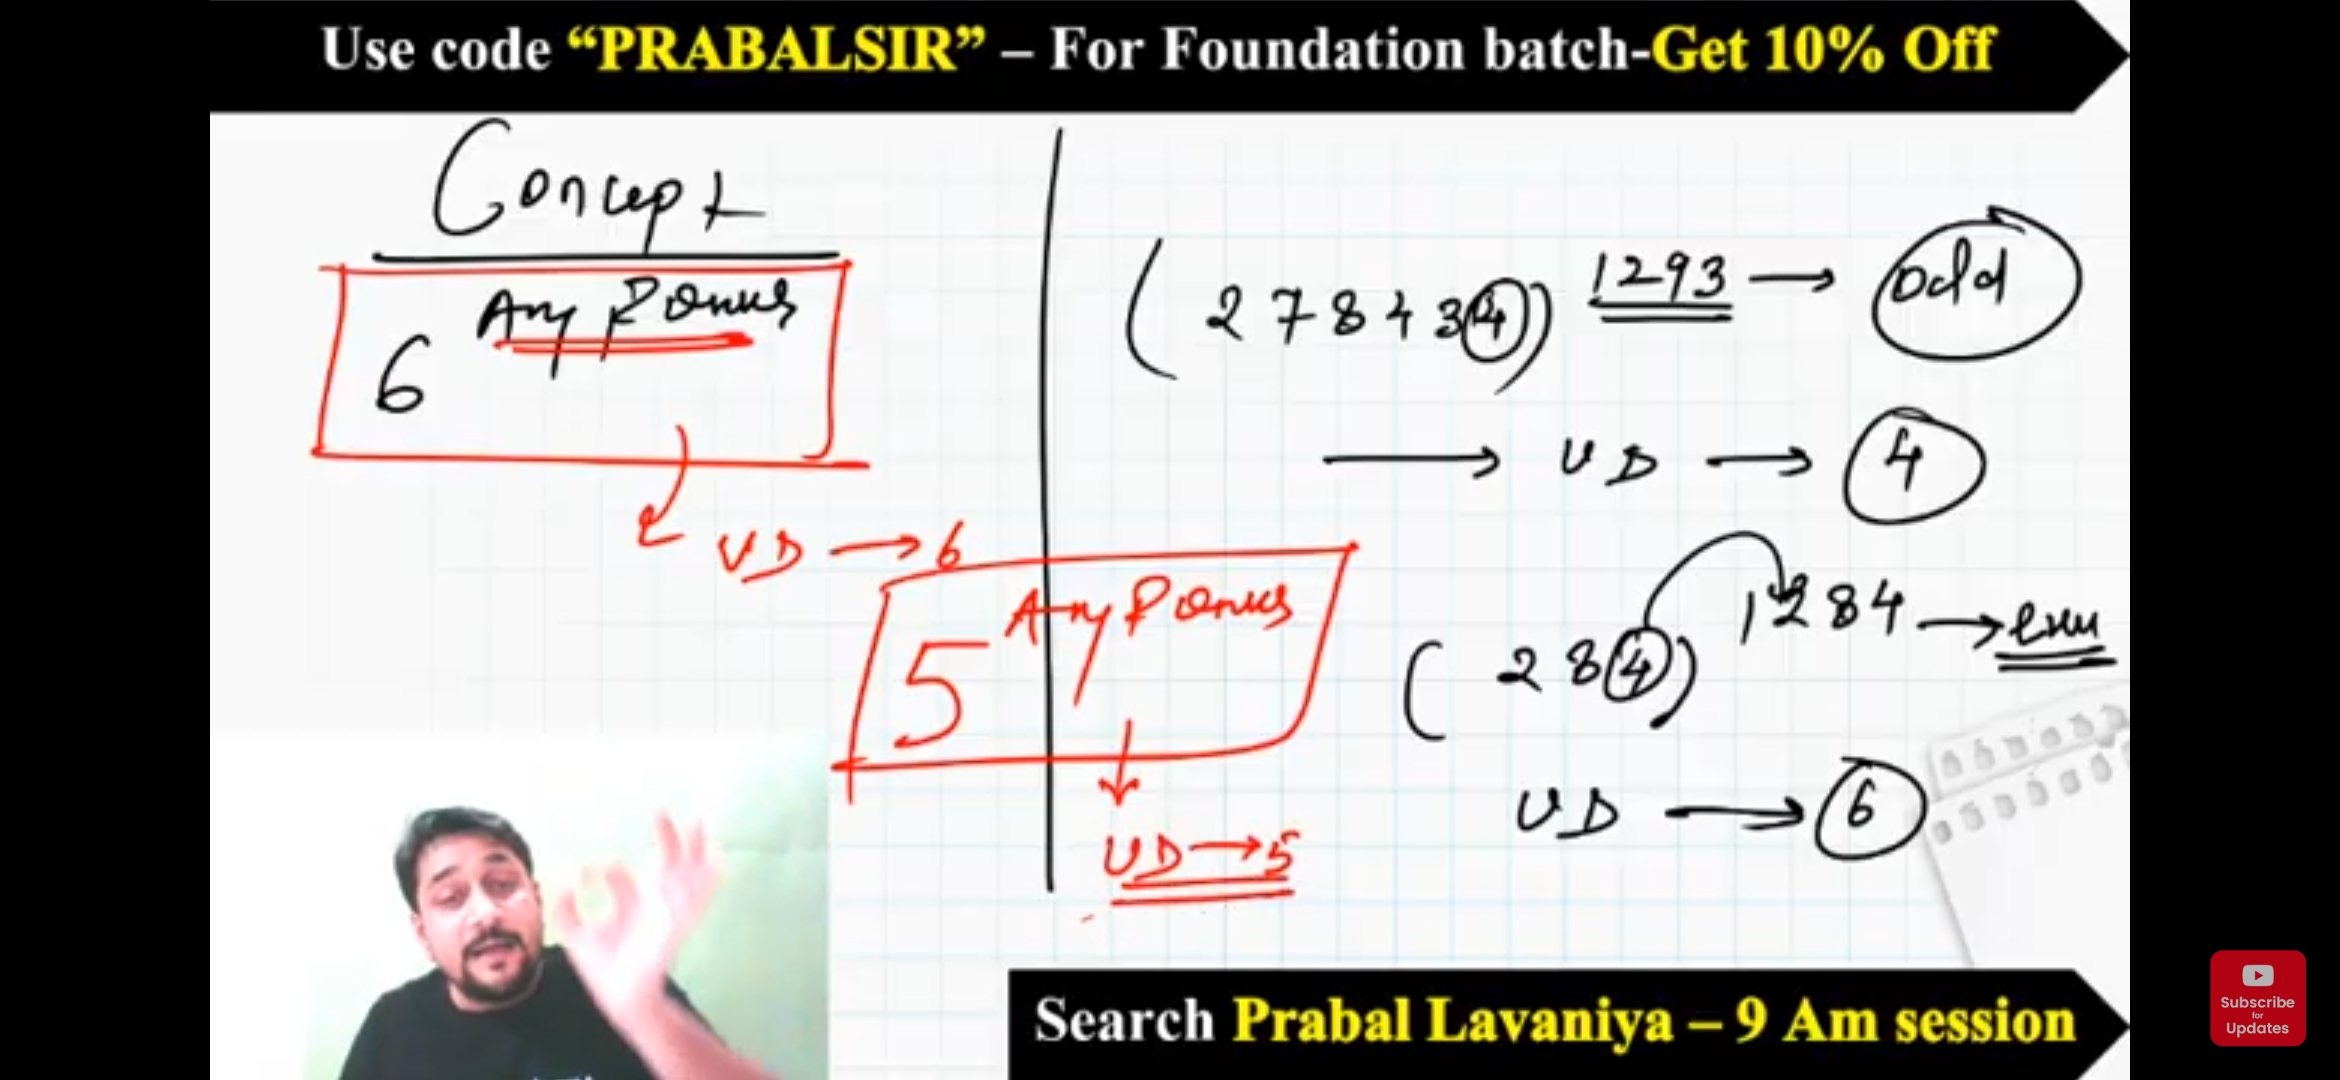 Use code “PRABALSIR” – For Foundation batch-Get 10% Off
Concept
6 Any Power
UD → 6
5 Any Power
UD → 5
(278434) 1293 → odd
→ UD → 4
(284) 1284 → even
UD → 6
Search Prabal Lavaniya – 9 Am session
Subscribe
for
Updates